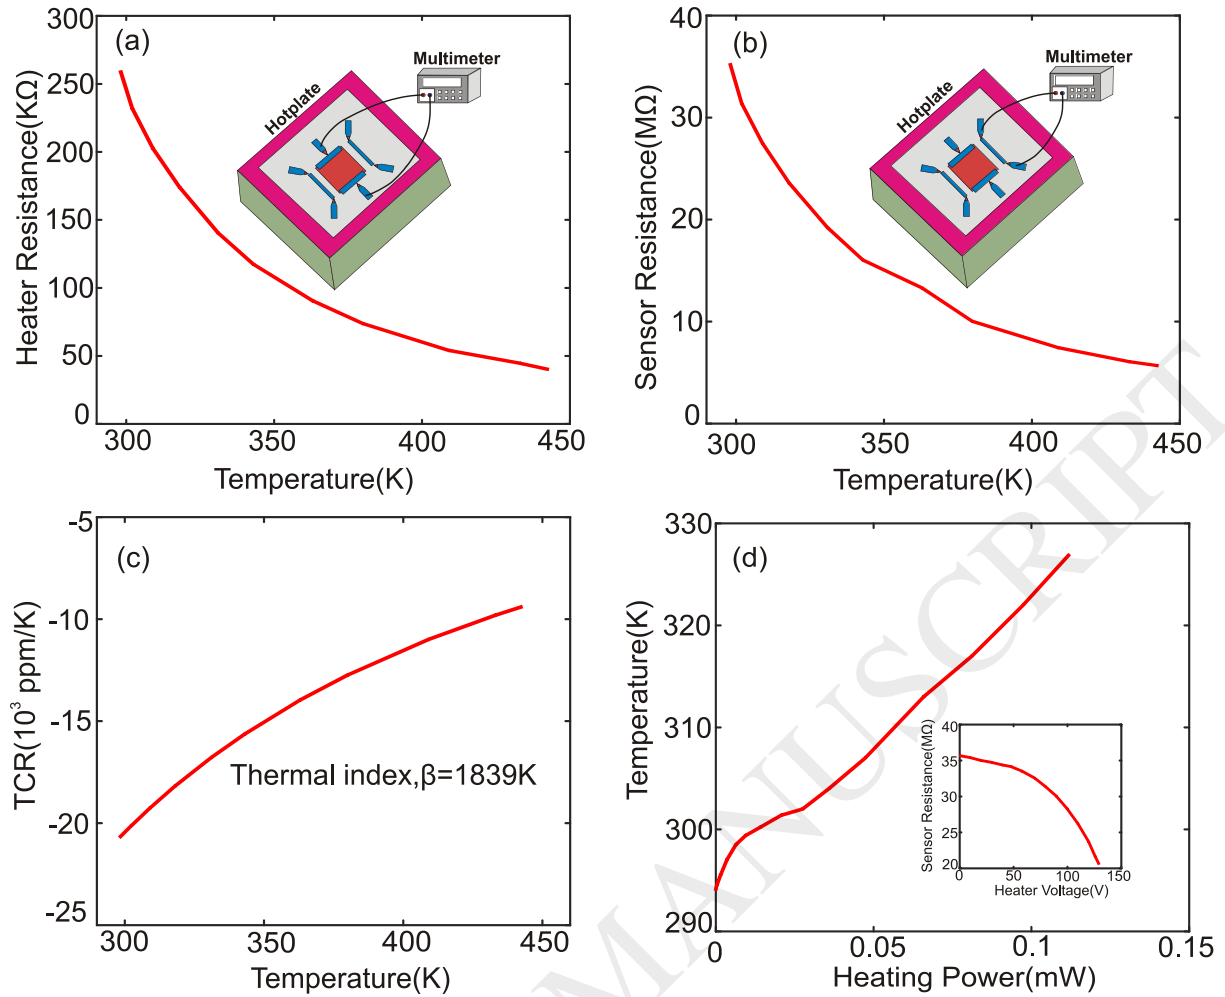 (a)
Multimeter
Hotplate
Heater Resistance(KΩ)
300
250
200
150
100
50
0
300
350
400
450
Temperature(K)
(b)
Multimeter
Hotplate
Sensor Resistance(MΩ)
40
30
20
10
0
300
350
400
450
Temperature(K)
(c)
TCR(10³ ppm/K)
-5
-10
-15
-20
-25
Thermal index,β=1839K
300
350
400
450
Temperature(K)
(d)
Temperature(K)
330
320
310
300
290
0
0.05
0.1
0.15
Heating Power(mW)
Sensor Resistance(MΩ)
40
35
30
25
20
0
50
100
150
Heater Voltage(V)
MANUSCRIPT